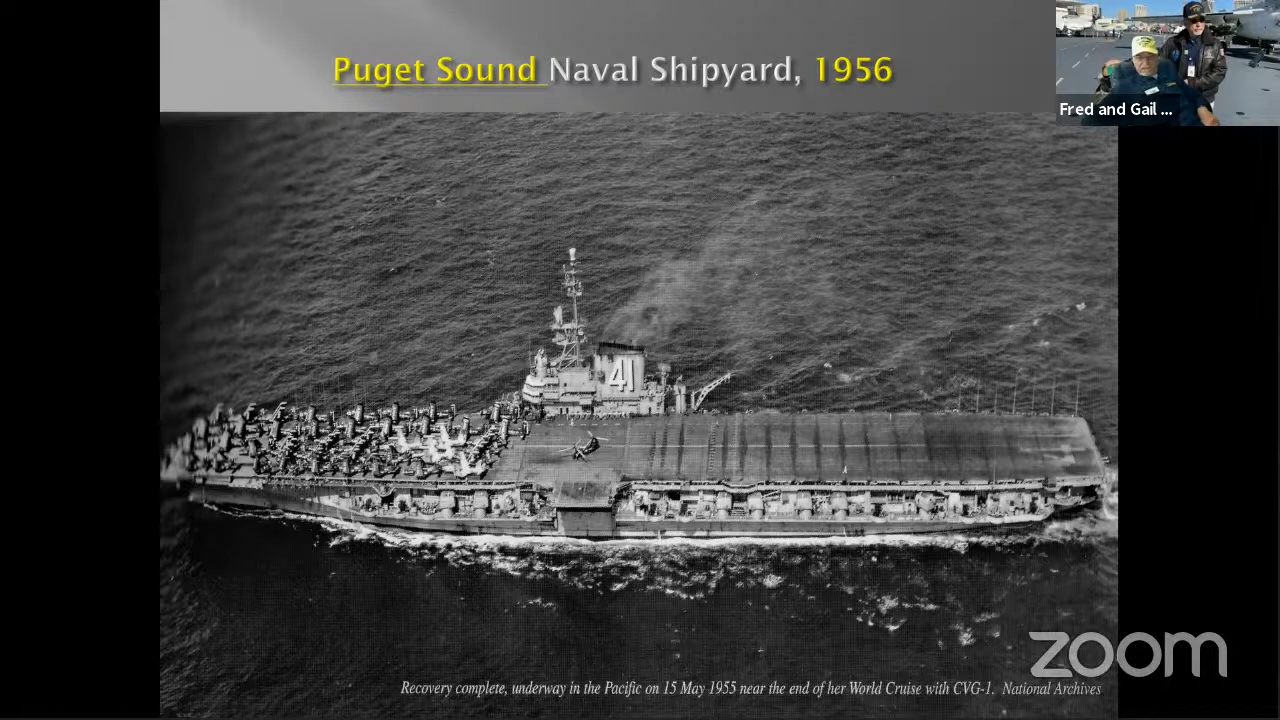 Puget Sound Naval Shipyard, 1956
Fred and Gail ...
41
zoom
Recovery complete, underway in the Pacific on 15 May 1955 near the end of her World Cruise with CVG-1. National Archives